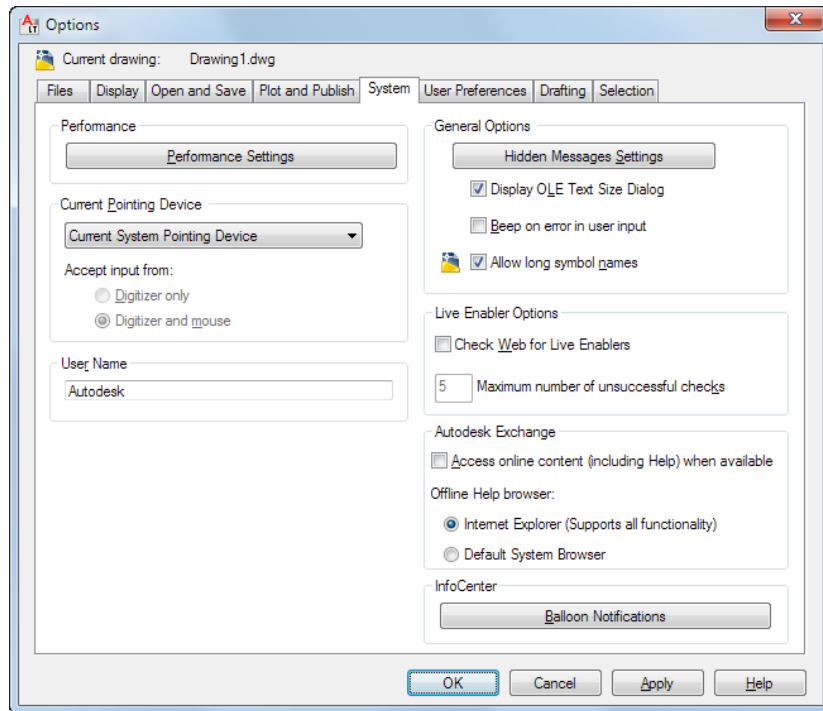 A LT Options
Current drawing: Drawing1.dwg
Files Display Open and Save Plot and Publish System User Preferences Drafting Selection
Performance
Performance Settings
Current Pointing Device
Current System Pointing Device
Accept input from:
Digitizer only
Digitizer and mouse
User Name
Autodesk
General Options
Hidden Messages Settings
Display OLE Text Size Dialog
Beep on error in user input
Allow long symbol names
Live Enabler Options
Check Web for Live Enablers
5 Maximum number of unsuccessful checks
Autodesk Exchange
Access online content (including Help) when available
Offline Help browser:
Internet Explorer (Supports all functionality)
Default System Browser
InfoCenter
Balloon Notifications
OK Cancel Apply Help